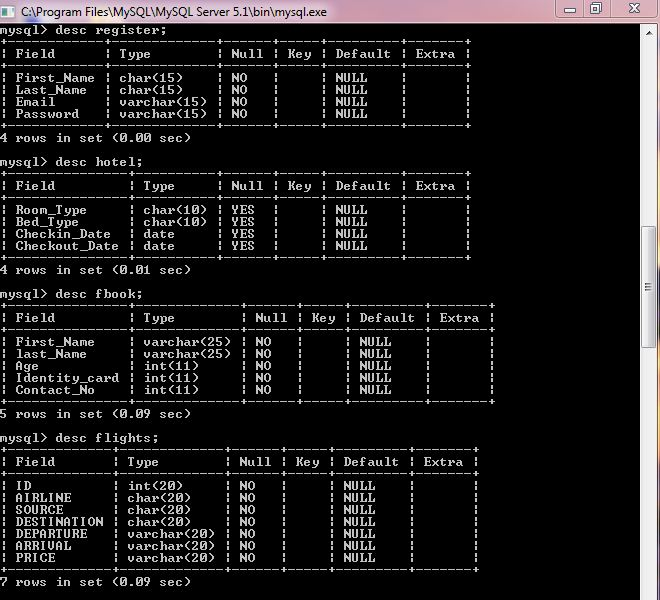 C:\Program Files\MySQL\MySQL Server 5.1\bin\mysql.exe
mysql> desc register;
+------------+-------------+------+-----+---------+-------+
| Field      | Type        | Null | Key | Default | Extra |
+------------+-------------+------+-----+---------+-------+
| First_Name | char(15)    | NO   |     | NULL    |       |
| Last_Name  | char(15)    | NO   |     | NULL    |       |
| Email      | varchar(15) | NO   |     | NULL    |       |
| Password   | varchar(15) | NO   |     | NULL    |       |
+------------+-------------+------+-----+---------+-------+
4 rows in set (0.00 sec)
mysql> desc hotel;
+---------------+----------+------+-----+---------+-------+
| Field         | Type     | Null | Key | Default | Extra |
+---------------+----------+------+-----+---------+-------+
| Room_Type     | char(10) | YES  |     | NULL    |       |
| Bed_Type      | char(10) | YES  |     | NULL    |       |
| Checkin_Date  | date     | YES  |     | NULL    |       |
| Checkout_Date | date     | YES  |     | NULL    |       |
+---------------+----------+------+-----+---------+-------+
4 rows in set (0.01 sec)
mysql> desc fbook;
+---------------+-------------+------+-----+---------+-------+
| Field         | Type        | Null | Key | Default | Extra |
+---------------+-------------+------+-----+---------+-------+
| First_Name    | varchar(25) | NO   |     | NULL    |       |
| last_Name     | varchar(25) | NO   |     | NULL    |       |
| Age           | int(11)     | NO   |     | NULL    |       |
| Identity_card | int(11)     | NO   |     | NULL    |       |
| Contact_No    | int(11)     | NO   |     | NULL    |       |
+---------------+-------------+------+-----+---------+-------+
5 rows in set (0.09 sec)
mysql> desc flights;
+-------------+-------------+------+-----+---------+-------+
| Field       | Type        | Null | Key | Default | Extra |
+-------------+-------------+------+-----+---------+-------+
| ID          | int(20)     | NO   |     | NULL    |       |
| AIRLINE     | char(20)    | NO   |     | NULL    |       |
| SOURCE      | char(20)    | NO   |     | NULL    |       |
| DESTINATION | char(20)    | NO   |     | NULL    |       |
| DEPARTURE   | varchar(20) | NO   |     | NULL    |       |
| ARRIVAL     | varchar(20) | NO   |     | NULL    |       |
| PRICE       | varchar(20) | NO   |     | NULL    |       |
+-------------+-------------+------+-----+---------+-------+
7 rows in set (0.09 sec)